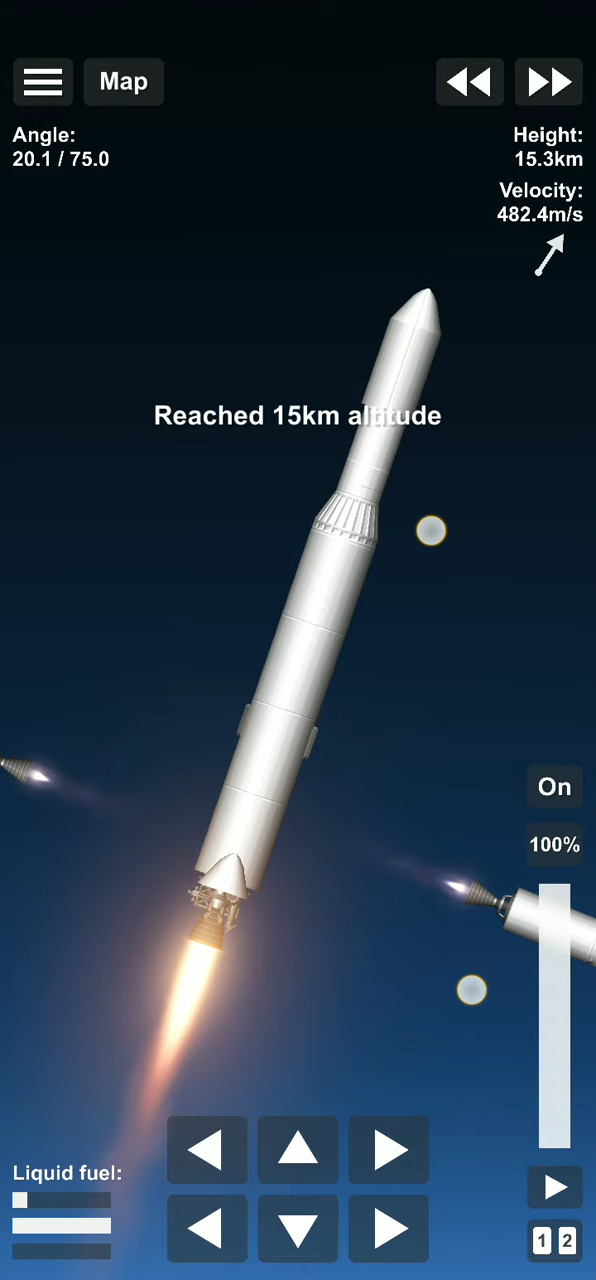 Map
Angle:
20.1 / 75.0
Height:
15.3km
Velocity:
482.4m/s
Reached 15km altitude
On
100%
Liquid fuel:
1 2